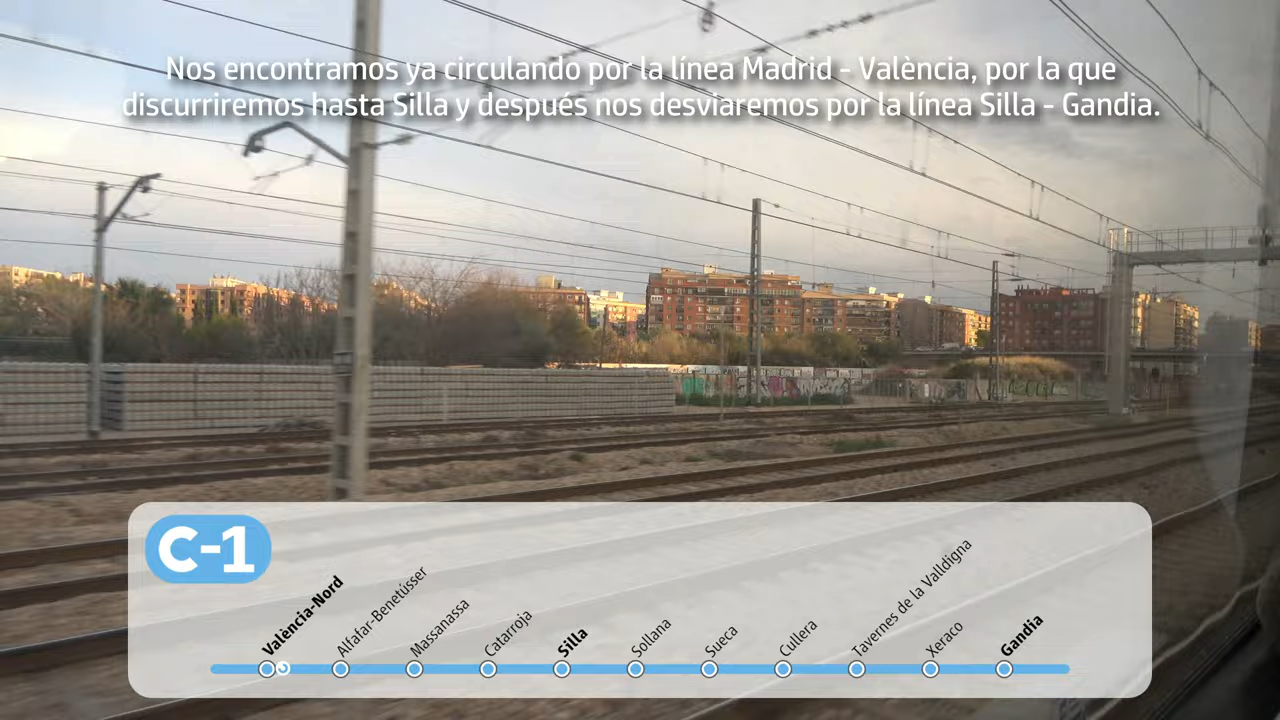 Nos encontramos ya circulando por la línea Madrid - València, por la que
discurriremos hasta Silla y después nos desviaremos por la línea Silla - Gandia.
C-1
València-Nord
Alfafar-Benetússer
Massanassa
Catarroja
Silla
Sollana
Sueca
Cullera
Tavernes de la Valldigna
Xeraco
Gandia